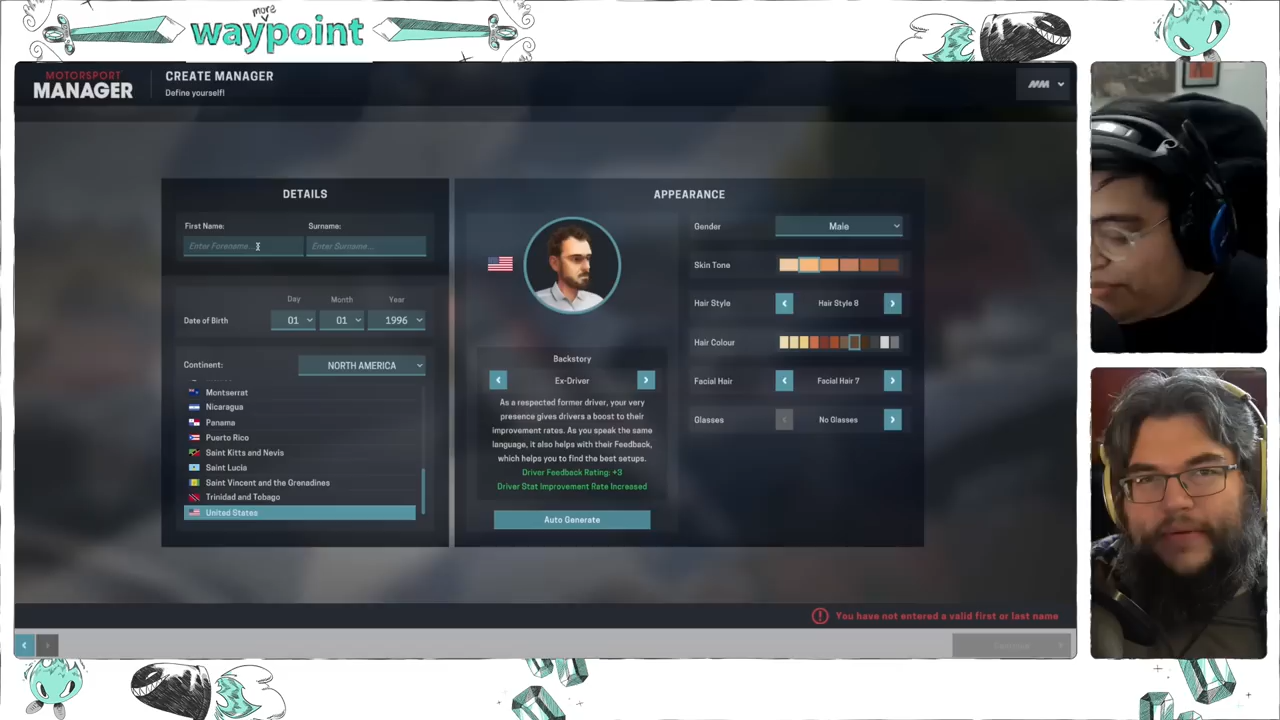 more
waypoint
MOTORSPORT
MANAGER
CREATE MANAGER
Define yourself!
DETAILS
First Name:
Surname:
Enter Forename...
Enter Surname...
Day
Month
Year
Date of Birth
01
01
1996
Continent:
NORTH AMERICA
Montserrat
Nicaragua
Panama
Puerto Rico
Saint Kitts and Nevis
Saint Lucia
Saint Vincent and the Grenadines
Trinidad and Tobago
United States
APPEARANCE
Backstory
Ex-Driver
As a respected former driver, your very
presence gives drivers a boost to their
improvement rates. As you speak the same
language, it also helps with their Feedback,
which helps you to find the best setups.
Driver Feedback Rating: +3
Driver Stat Improvement Rate Increased
Auto Generate
Gender
Male
Skin Tone
Hair Style
Hair Style 8
Hair Colour
Facial Hair
Facial Hair 7
Glasses
No Glasses
You have not entered a valid first or last name
Continue